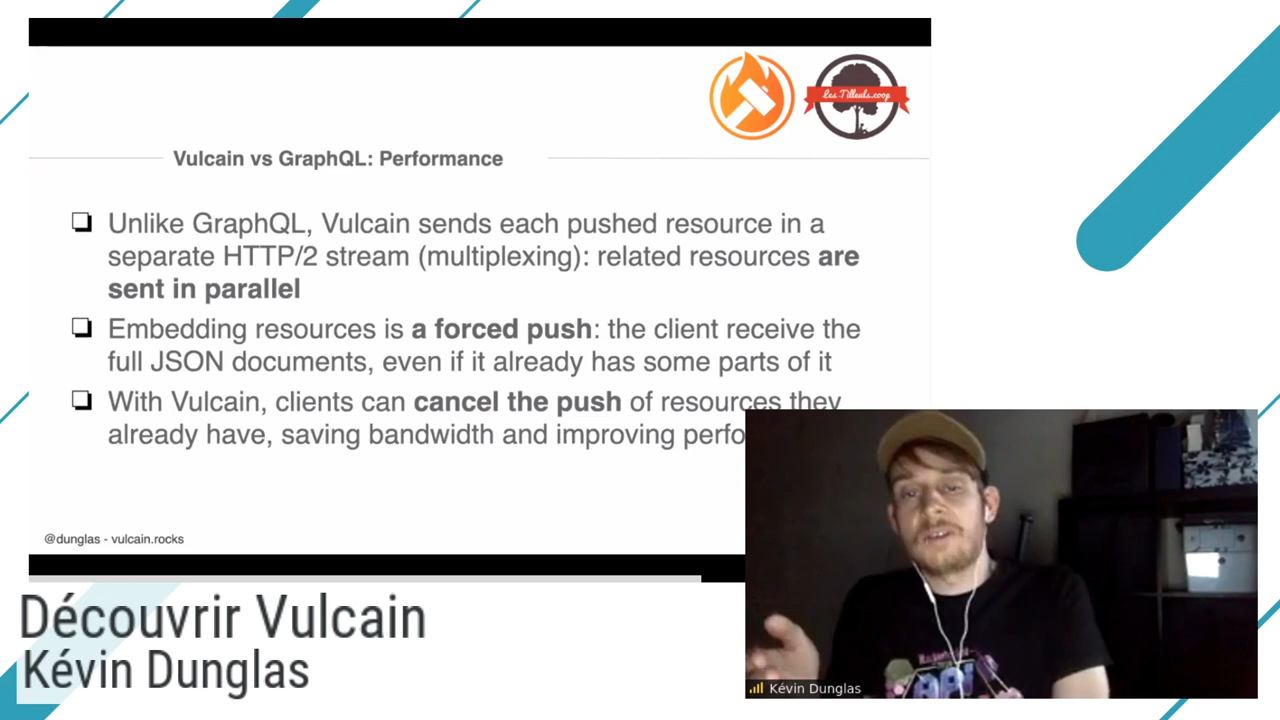 Les-Tilleuls.coop
Vulcain vs GraphQL: Performance
❏ Unlike GraphQL, Vulcain sends each pushed resource in a
separate HTTP/2 stream (multiplexing): related resources are
sent in parallel
❏ Embedding resources is a forced push: the client receive the
full JSON documents, even if it already has some parts of it
❏ With Vulcain, clients can cancel the push of resources they
already have, saving bandwidth and improving perfo
@dunglas - vulcain.rocks
Découvrir Vulcain
Kévin Dunglas
Kévin Dunglas